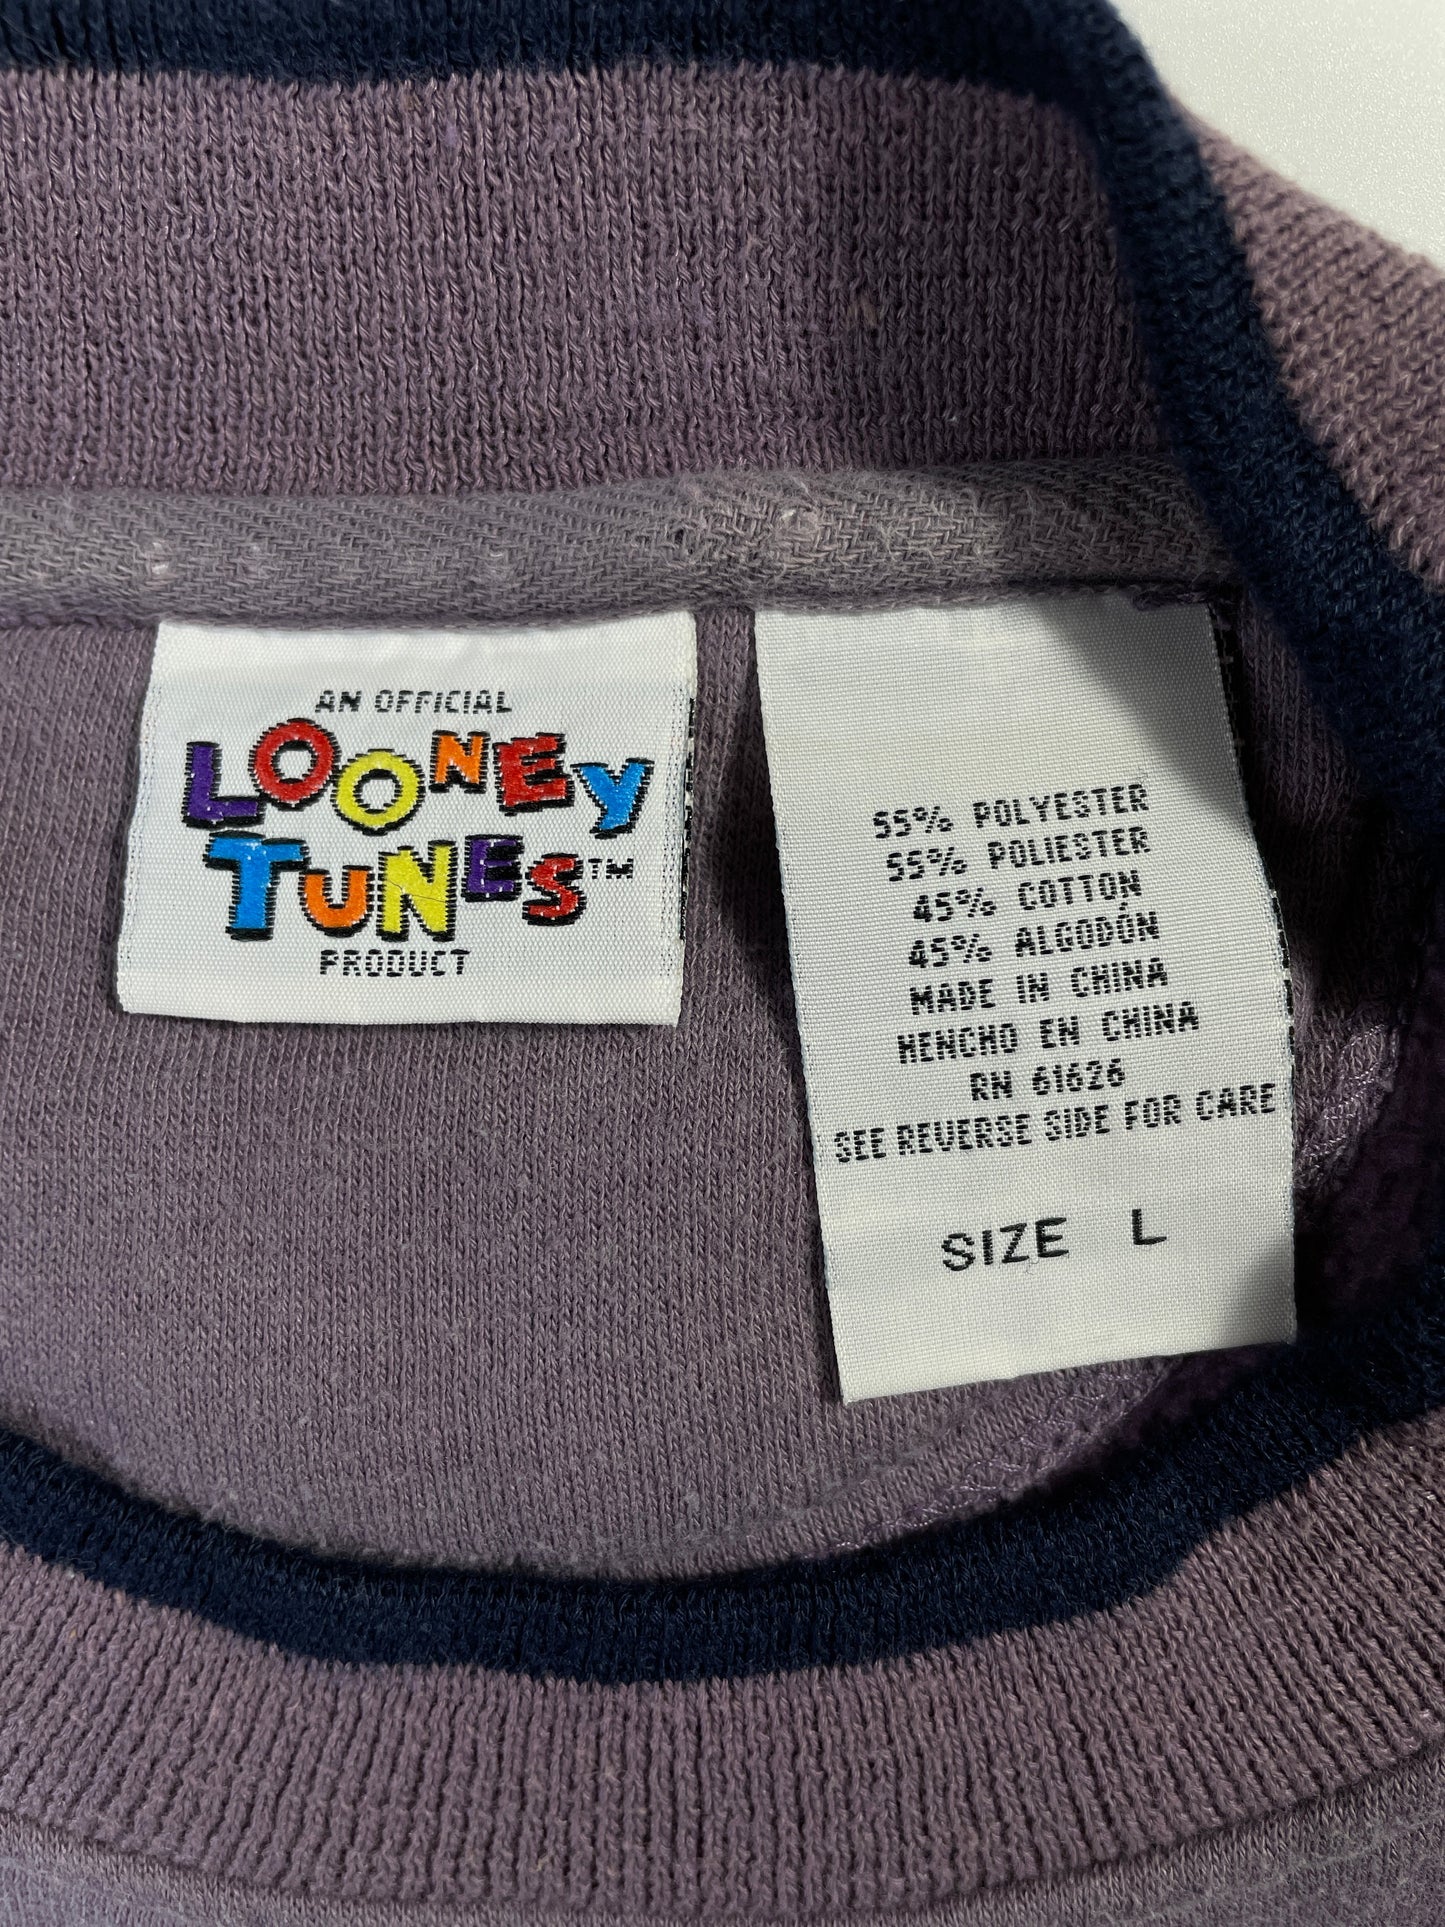 AN OFFICIAL
LOONEY
TUNES™
PRODUCT
55% POLYESTER
55% POLIESTER
45% COTTON
45% ALGODÓN
MADE IN CHINA
HENCHO EN CHINA
RN 61626
SEE REVERSE SIDE FOR CARE
SIZE L